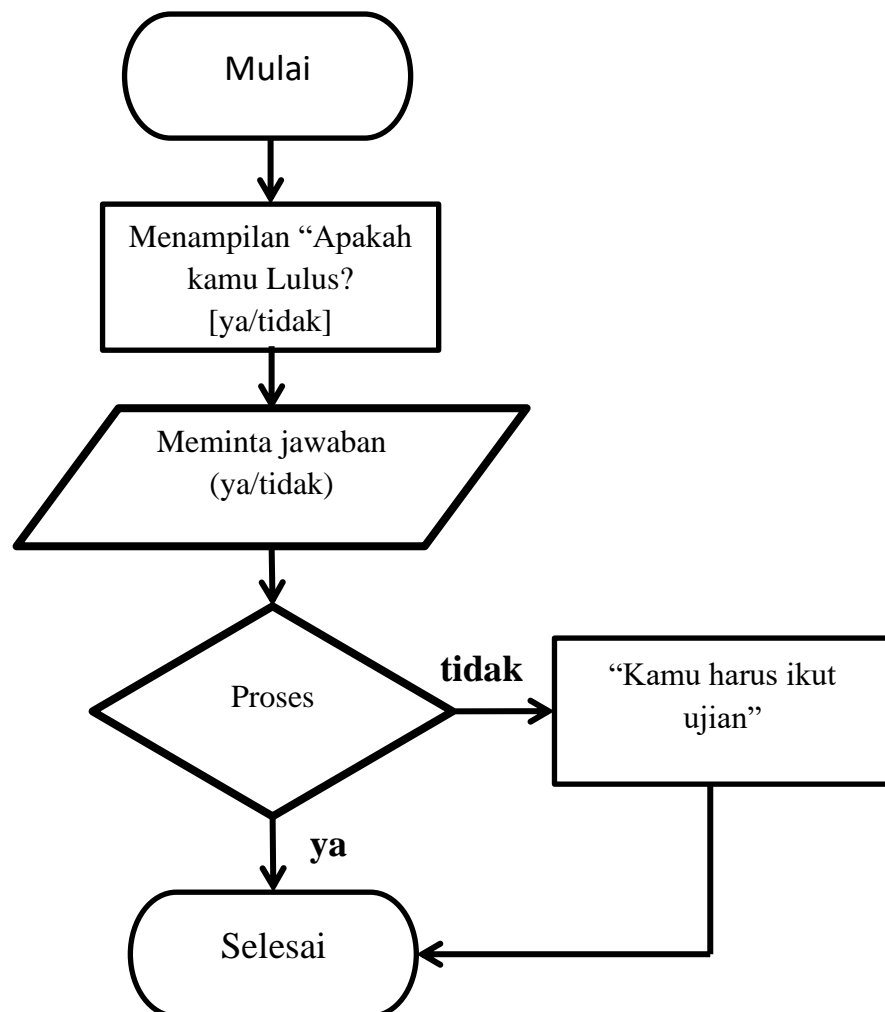 Mulai
Menampilan “Apakah
kamu Lulus?
[ya/tidak]
Meminta jawaban
(ya/tidak)
Proses
tidak
“Kamu harus ikut
ujian”
ya
Selesai